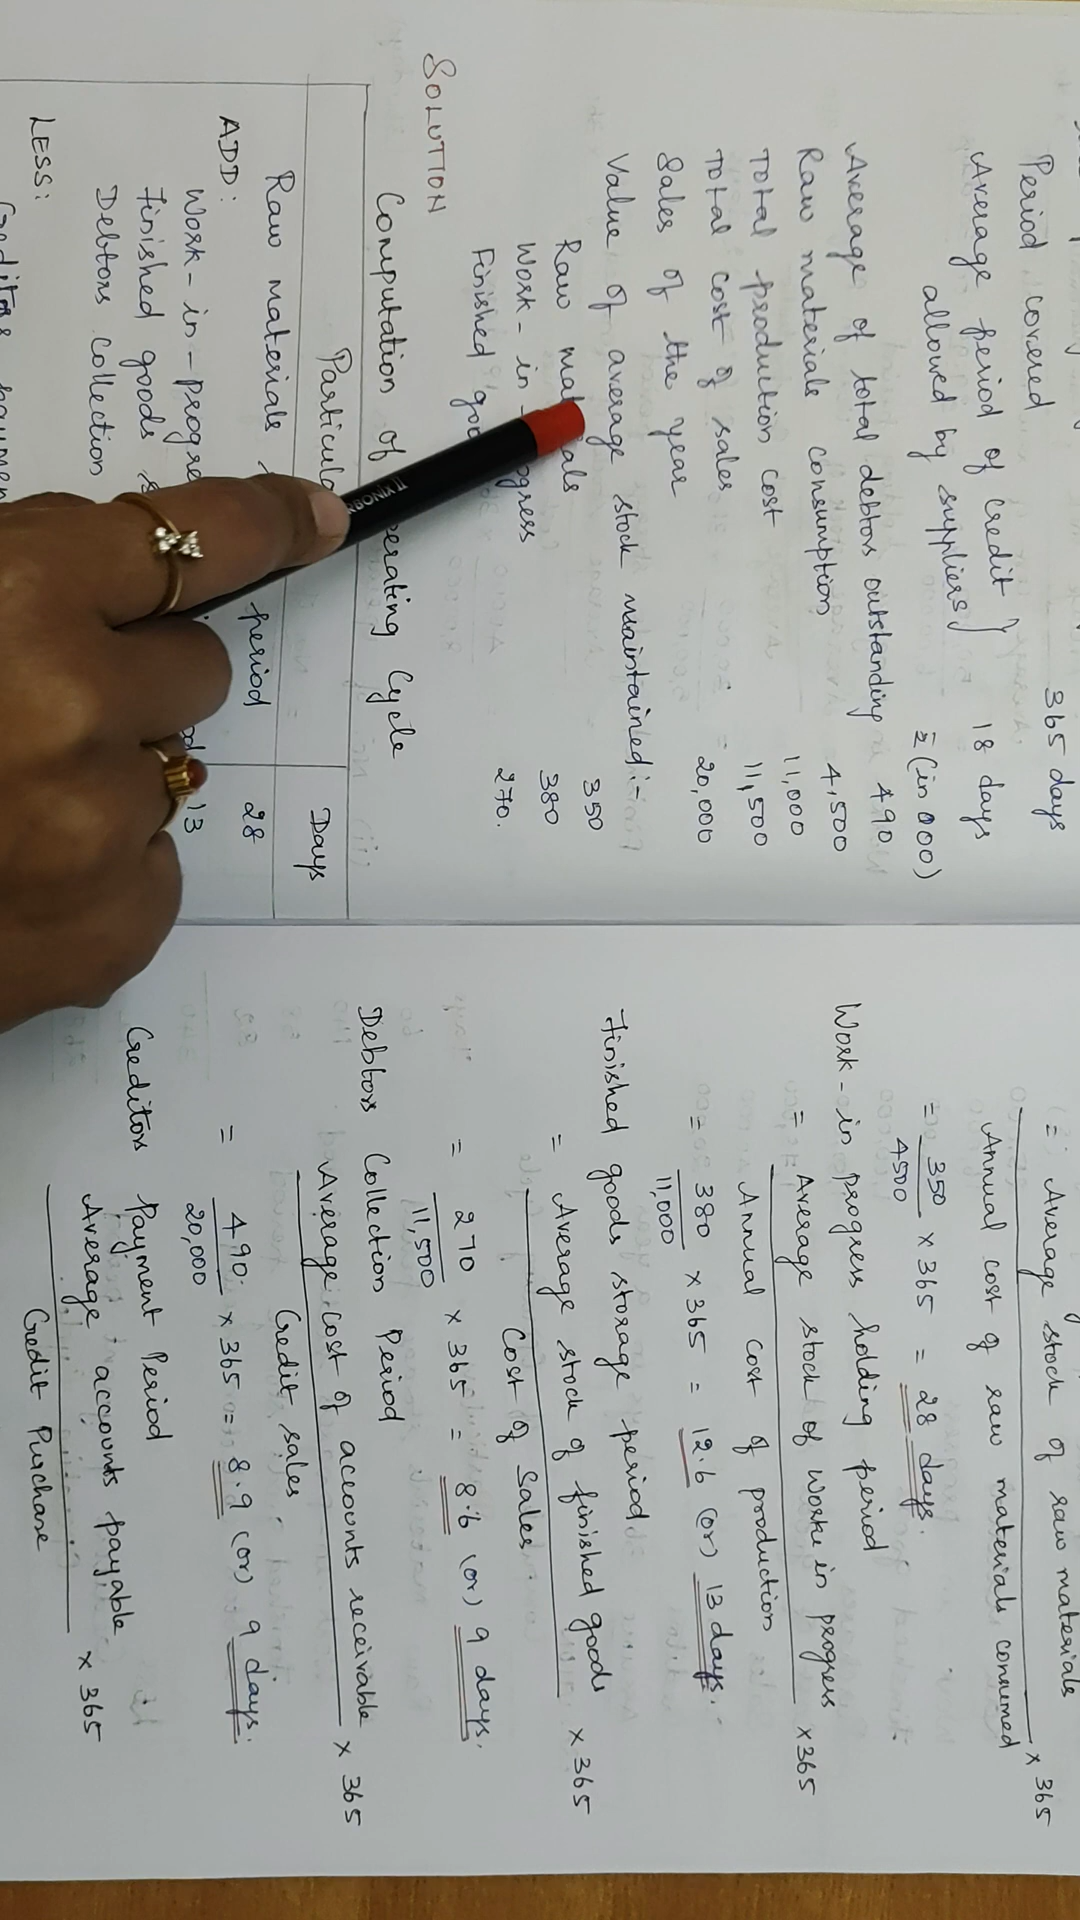 Period covered 365 days
Average period of credit
allowed by suppliers } 18 days
₹ (in 000)
Average of total debtors outstanding 490
Raw materials consumption 4,500
Total production cost 11,000
Total cost of sales 11,500
Sales of the year 20,000
Value of average stock maintained :-
Raw materials 350
Work - in - progress 380
Finished goods 270.
SOLUTION
Computation of Operating Cycle
Particulars Days
Raw materials period 28
ADD:
Work - in - progress 13
Finished goods
Debtors collection
LESS:
Creditors payment
= Average stock of raw materials
Annual cost of raw materials consumed × 365
= 350
4500 × 365 = 28 days.
Work - in progress holding period
= Average stock of work in progress
Annual cost of production × 365
= 380
11,000 × 365 = 12.6 (or) 13 days.
Finished goods storage period
= Average stock of finished goods
Cost of Sales × 365
= 270
11,500 × 365 = 8.6 (or) 9 days.
Debtors Collection Period
Average cost of accounts receivable
Credit sales × 365
= 490
20,000 × 365 = 8.9 (or) 9 days.
Creditors Payment Period
Average accounts payable
Credit Purchase × 365